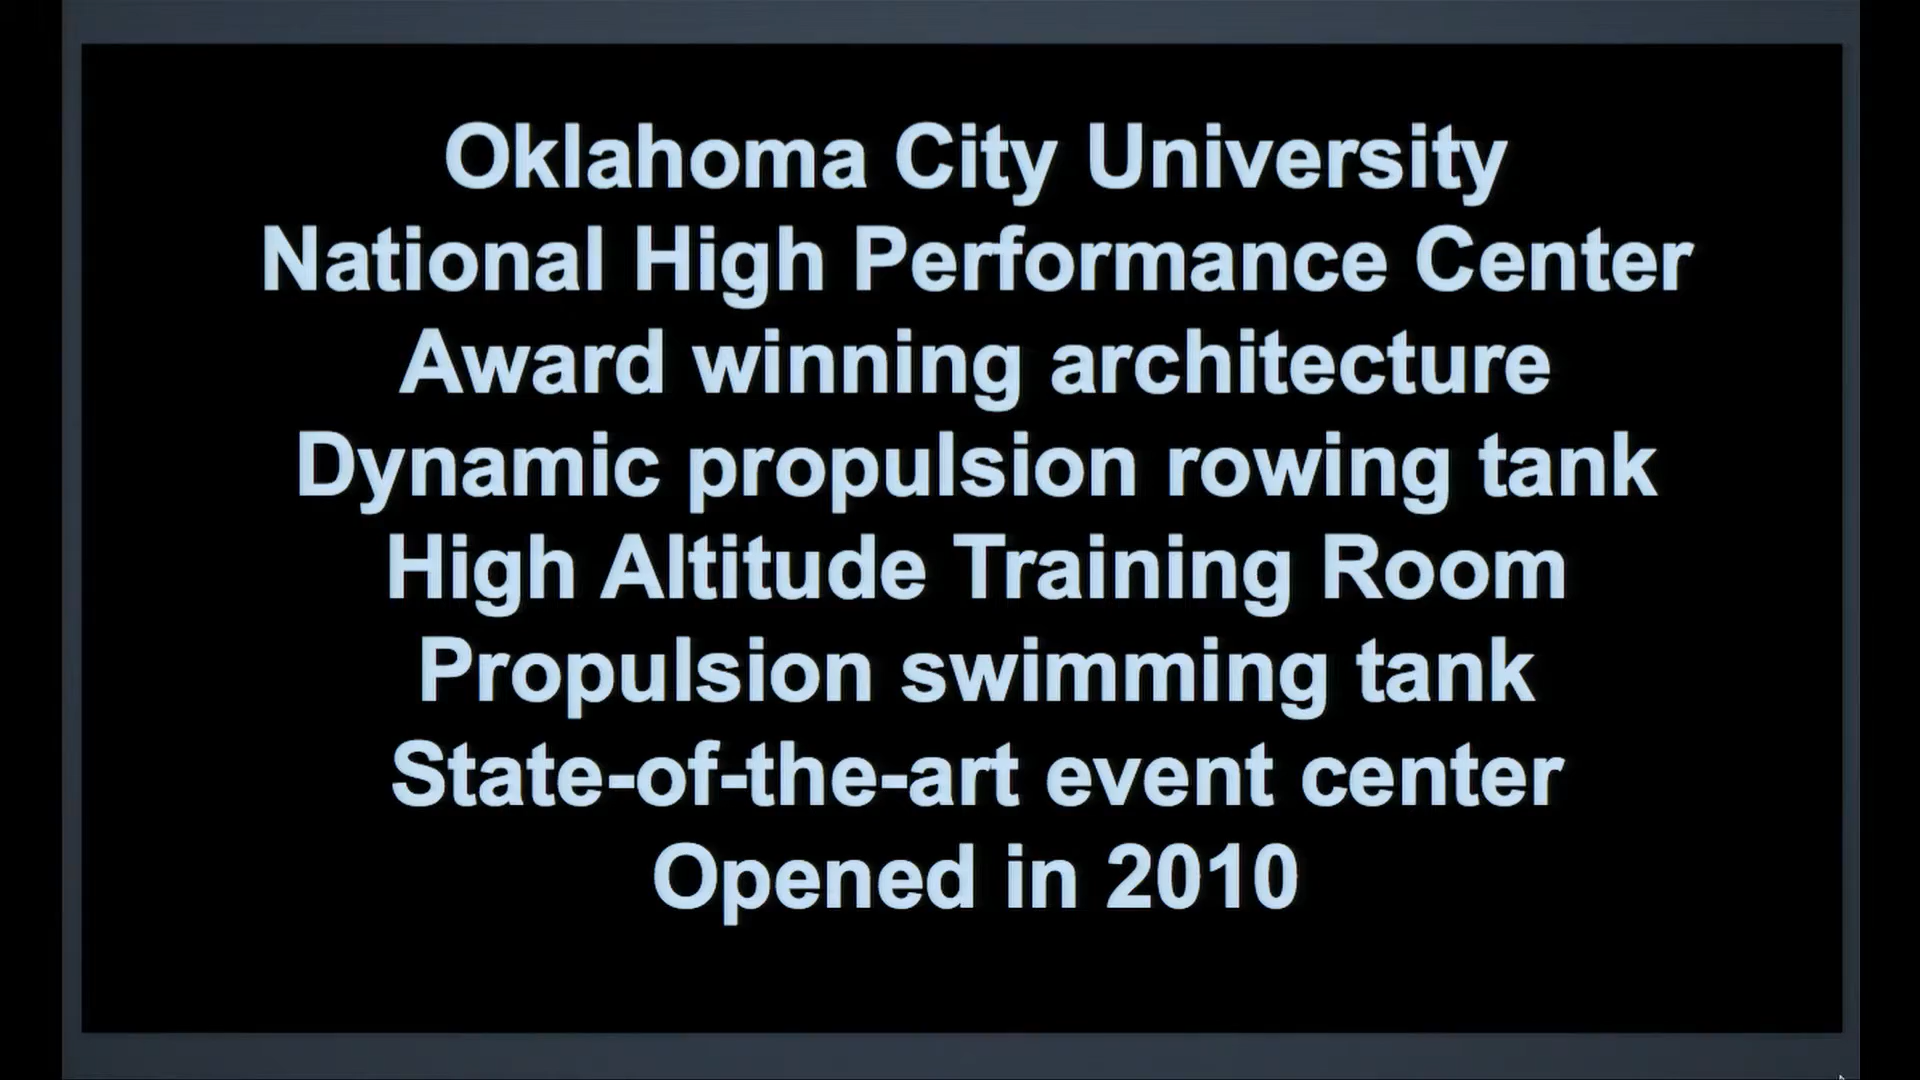 Oklahoma City University
National High Performance Center
Award winning architecture
Dynamic propulsion rowing tank
High Altitude Training Room
Propulsion swimming tank
State-of-the-art event center
Opened in 2010